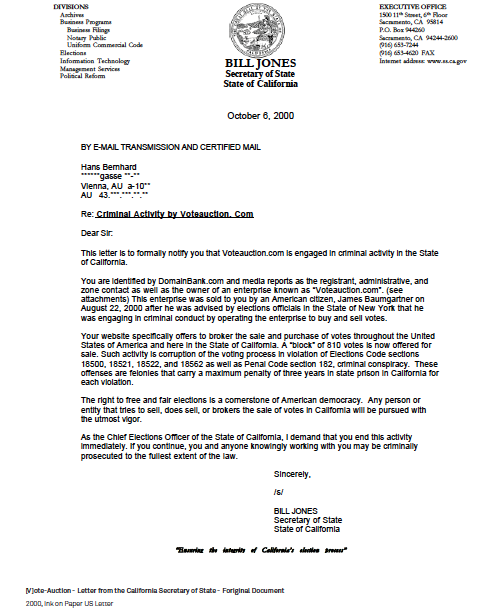 DIVISIONS
Archives
Business Programs
Business Filings
Notary Public
Uniform Commercial Code
Elections
Information Technology
Management Services
Political Reform
BILL JONES
Secretary of State
State of California
EXECUTIVE OFFICE
1500 11th Street, 6th Floor
Sacramento, CA 95814
P.O. Box 944260
Sacramento, CA 94244-2600
(916) 653-7244
(916) 653-4620 FAX
Internet address: www.ss.ca.gov
October 6, 2000
BY E-MAIL TRANSMISSION AND CERTIFIED MAIL
Hans Bernhard
******gasse **-**
Vienna, AU a-10**
AU 43.***.***.**.**
Re: Criminal Activity by Voteauction. Com
Dear Sir:
This letter is to formally notify you that Voteauction.com is engaged in criminal activity in the State
of California.
You are identified by DomainBank.com and media reports as the registrant, administrative, and
zone contact as well as the owner of an enterprise known as "Voteauction.com". (see
attachments) This enterprise was sold to you by an American citizen, James Baumgartner on
August 22, 2000 after he was advised by elections officials in the State of New York that he
was engaging in criminal conduct by operating the enterprise to buy and sell votes.
Your website specifically offers to broker the sale and purchase of votes throughout the United
States of America and here in the State of California. A "block" of 810 votes is now offered for
sale. Such activity is corruption of the voting process in violation of Elections Code sections
18500, 18521, 18522, and 18562 as well as Penal Code section 182, criminal conspiracy. These
offenses are felonies that carry a maximum penalty of three years in state prison in California for
each violation.
The right to free and fair elections is a cornerstone of American democracy. Any person or
entity that tries to sell, does sell, or brokers the sale of votes in California will be pursued with
the utmost vigor.
As the Chief Elections Officer of the State of California, I demand that you end this activity
immediately. If you continue, you and anyone knowingly working with you may be criminally
prosecuted to the fullest extent of the law.
Sincerely,
/s/
BILL JONES
Secretary of State
State of California
"Ensuring the integrity of California's election process"
[V]ote-Auction - Letter from the California Secretary of State - Foriginal Document
2000, Ink on Paper US Letter